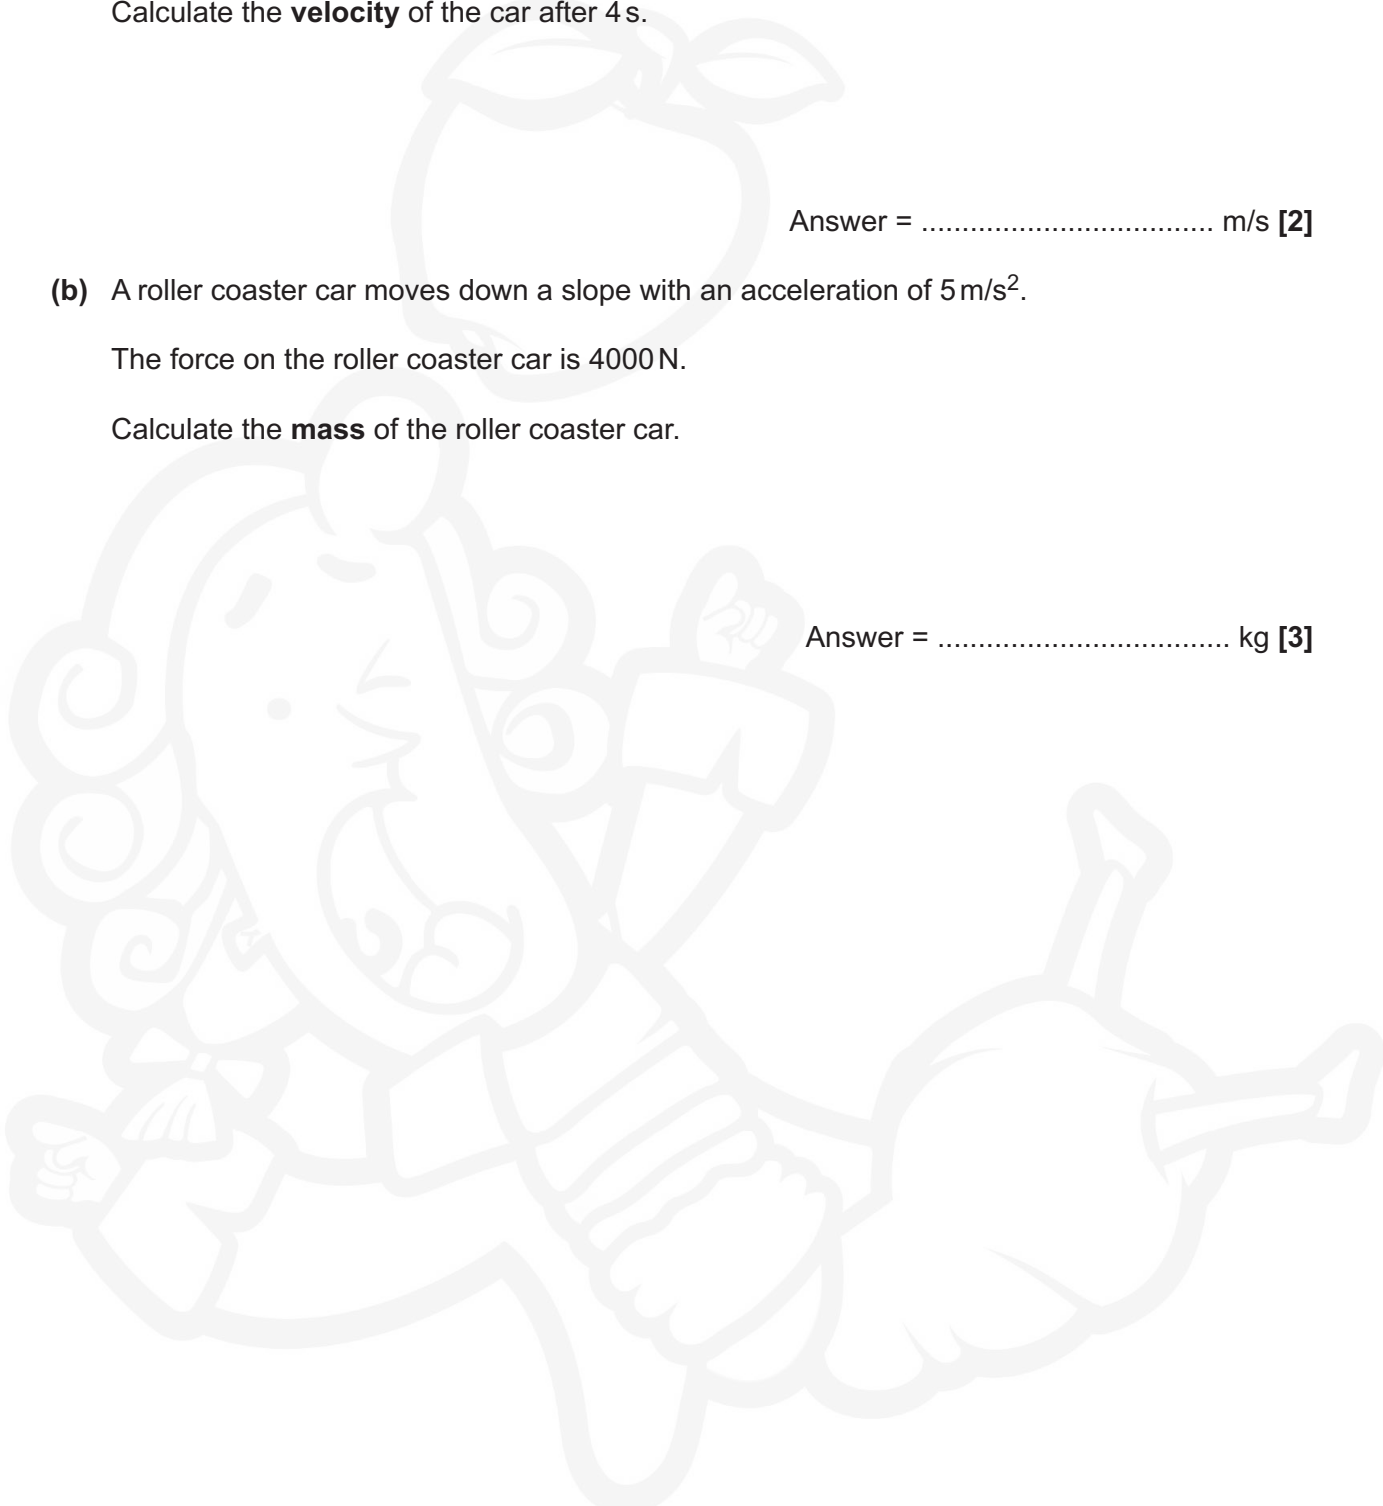 Calculate the velocity of the car after 4 s.
Answer = ................................... m/s [2]
(b) A roller coaster car moves down a slope with an acceleration of 5 m/s².
The force on the roller coaster car is 4000 N.
Calculate the mass of the roller coaster car.
Answer = ................................... kg [3]